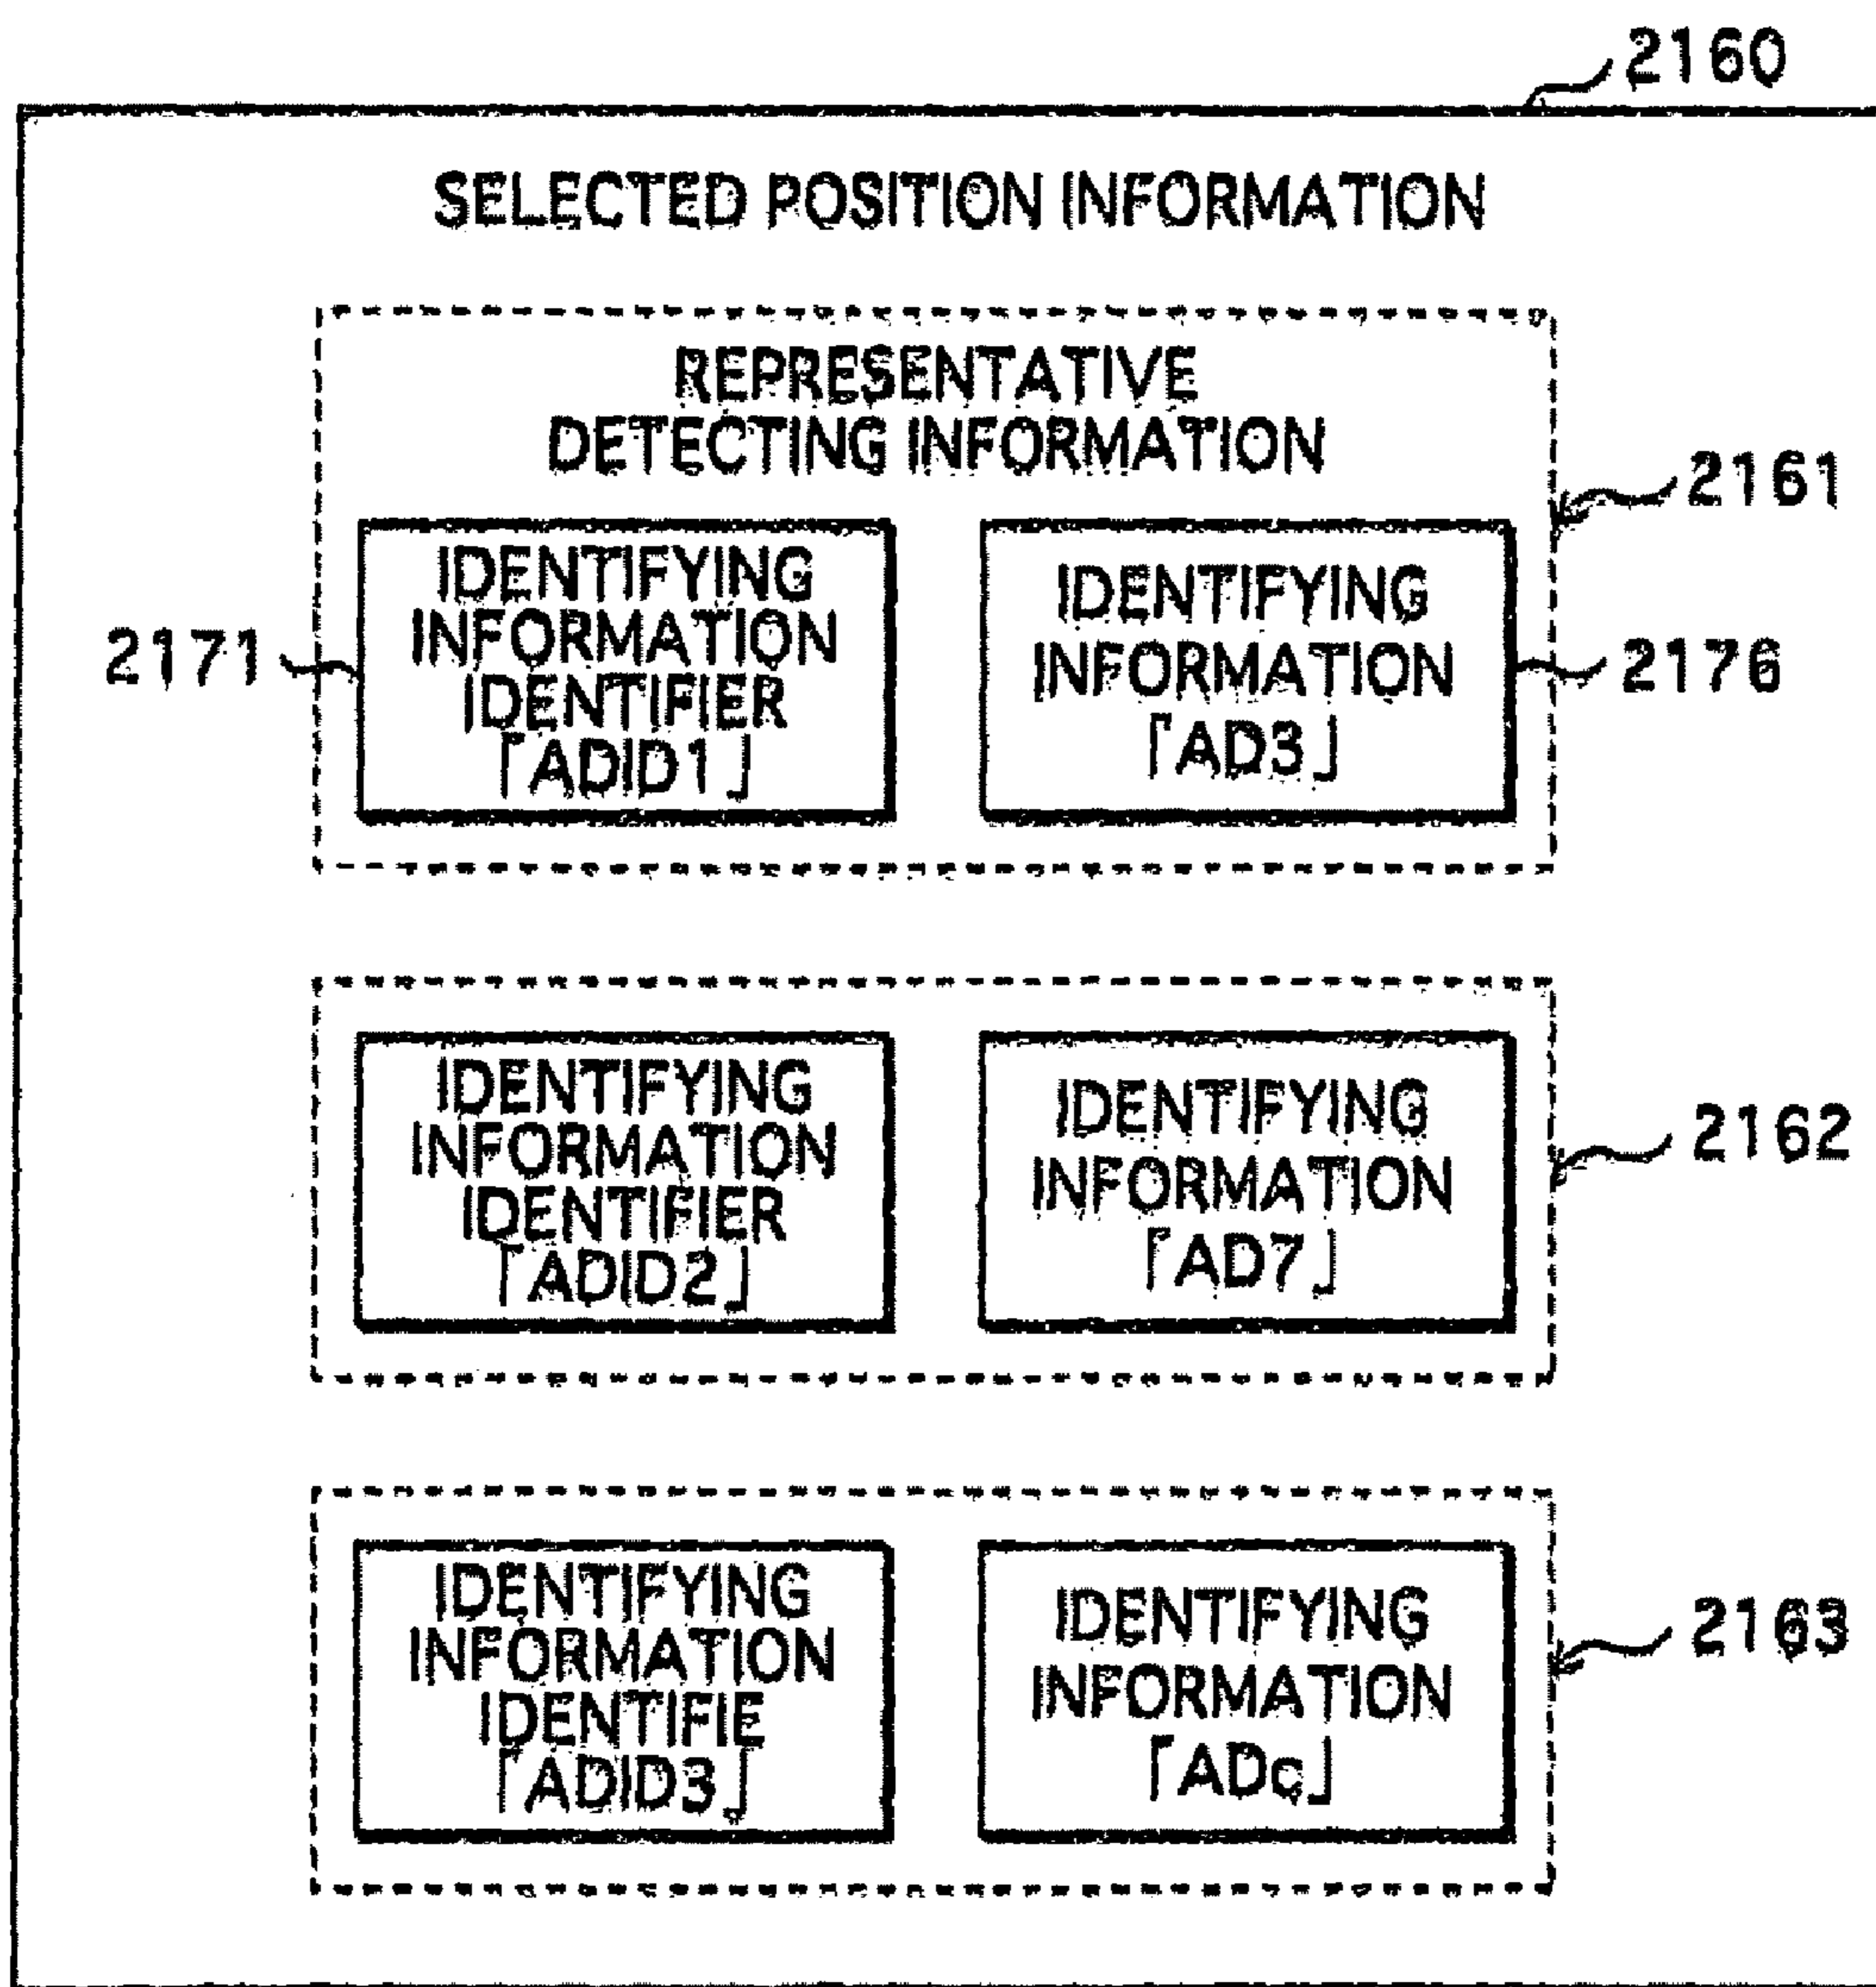 2160
SELECTED POSITION INFORMATION
REPRESENTATIVE
DETECTING INFORMATION
2161
IDENTIFYING
INFORMATION
IDENTIFIER
「ADID1」
IDENTIFYING
INFORMATION
「AD3」
2171
2176
IDENTIFYING
INFORMATION
IDENTIFIER
「ADID2」
IDENTIFYING
INFORMATION
「AD7」
2162
IDENTIFYING
INFORMATION
IDENTIFIE
「ADID3」
IDENTIFYING
INFORMATION
「ADc」
2163